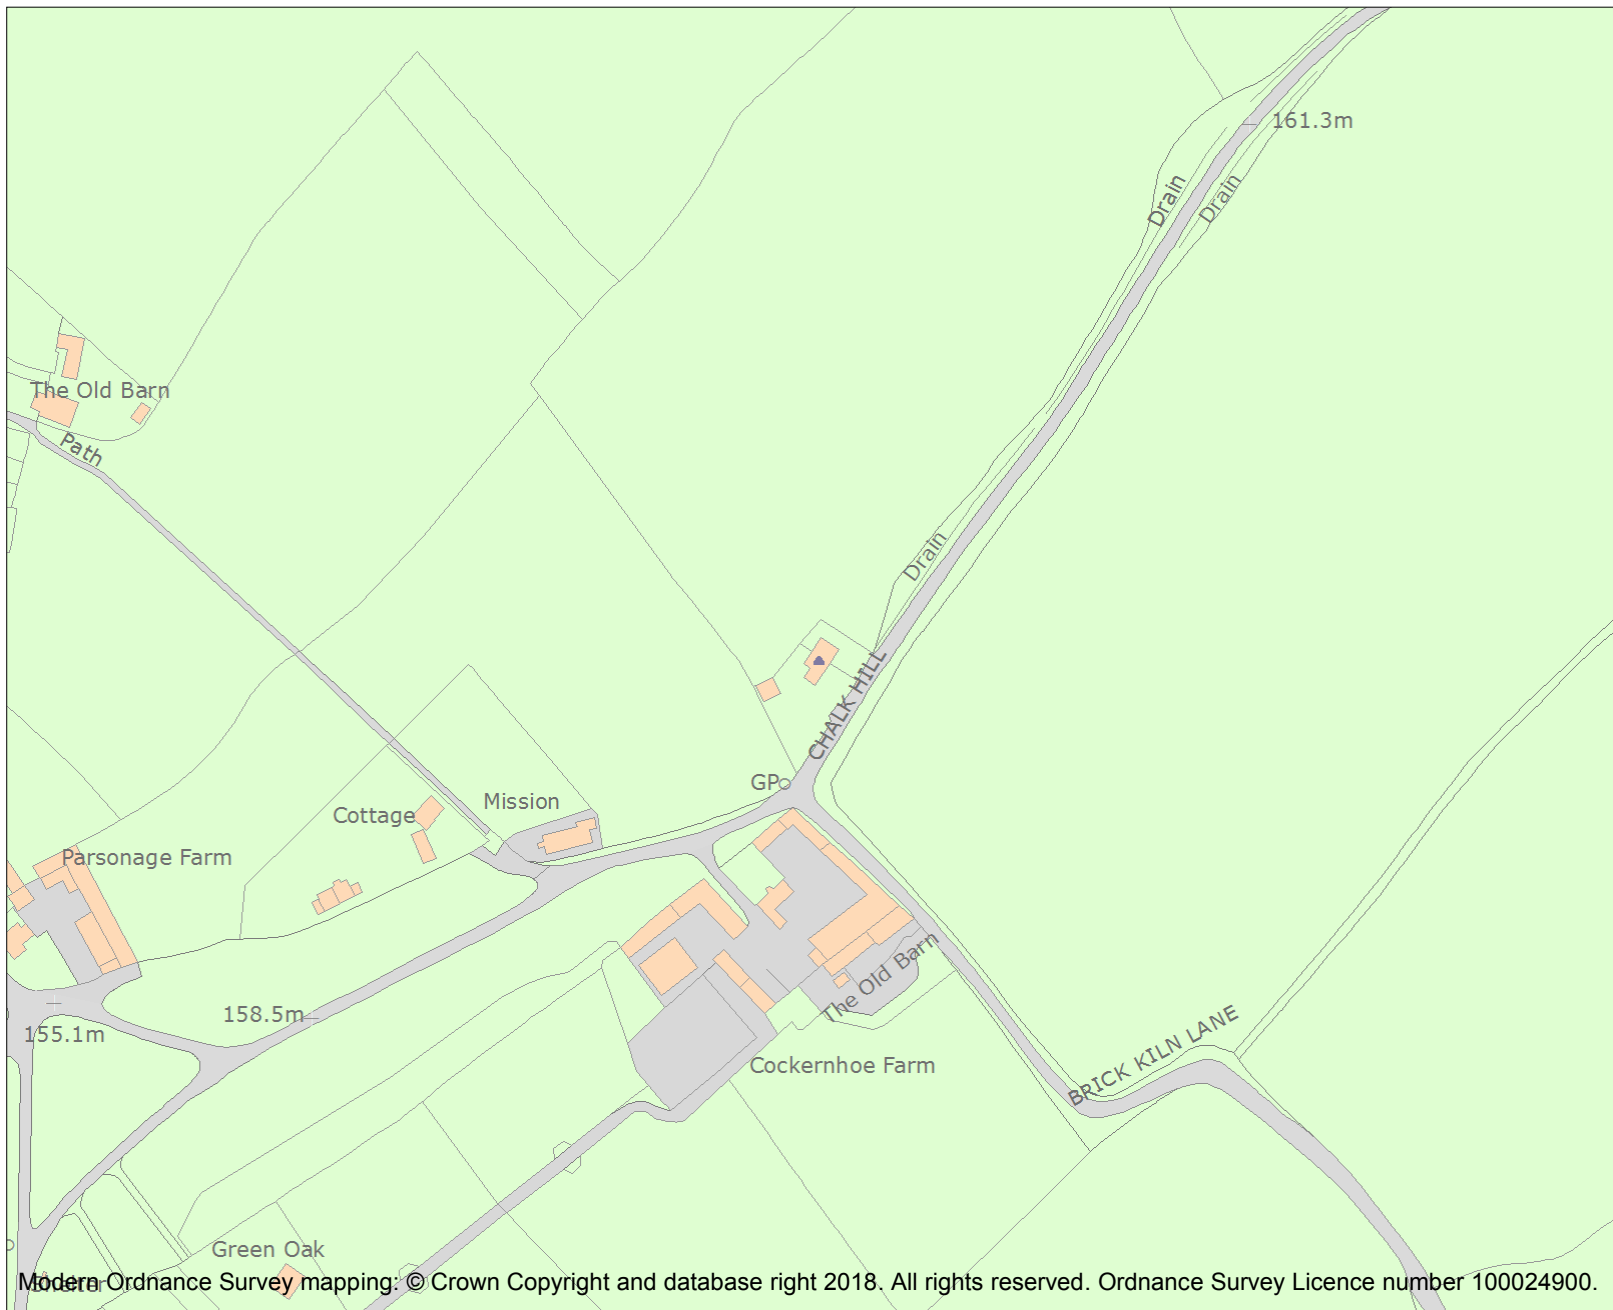 161.3m
Drain
Drain
The Old Barn
Path
Drain
CHALK HILL
GP
Mission
Cottage
Parsonage Farm
The Old Barn
158.5m
155.1m
BRICK KILN LANE
Cockernhoe Farm
Green Oak
Shelter
Modern Ordnance Survey mapping: © Crown Copyright and database right 2018. All rights reserved. Ordnance Survey Licence number 100024900.